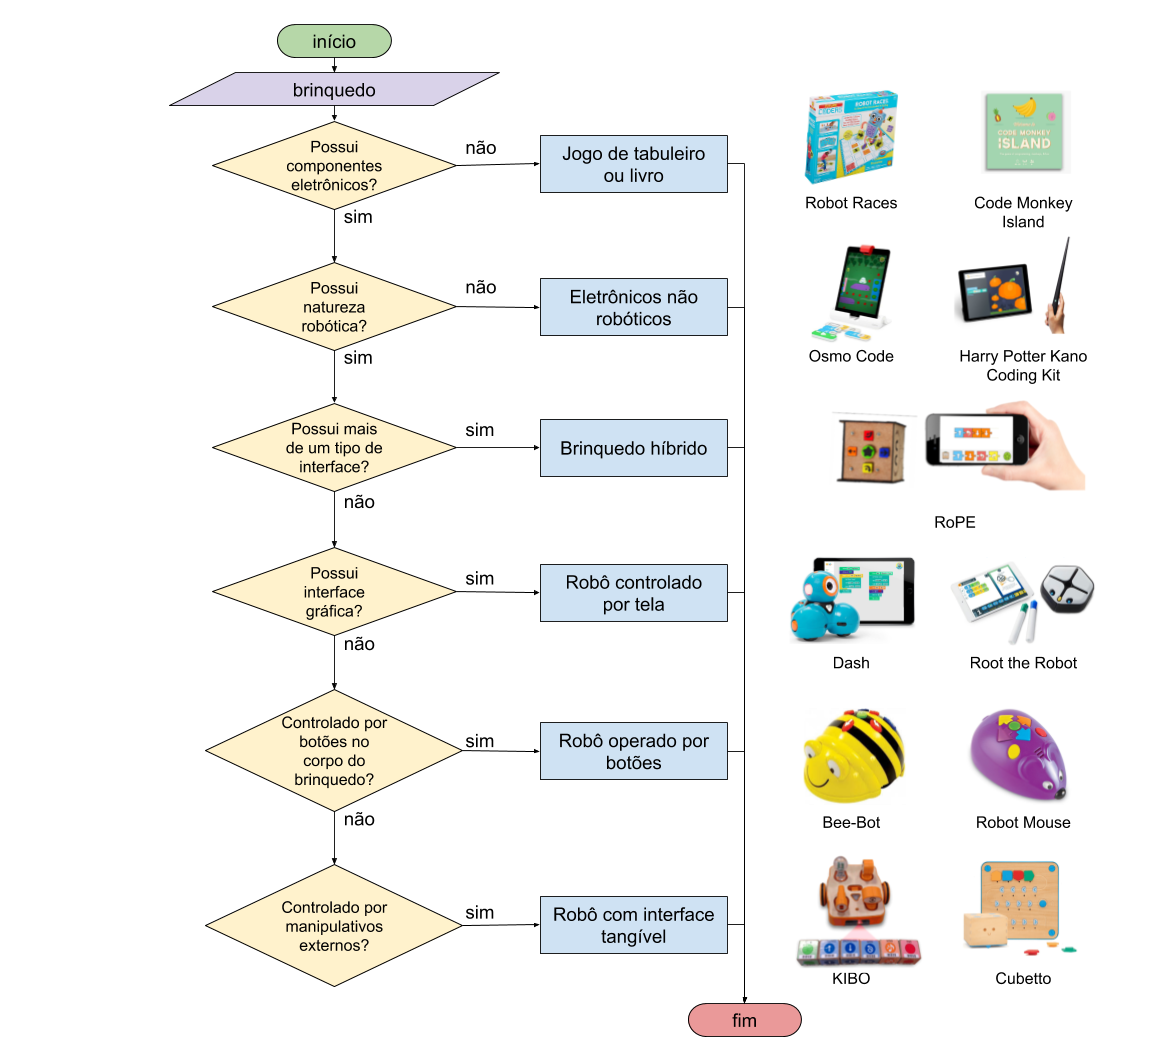 início
brinquedo
Possui
componentes
eletrônicos?
não
Jogo de tabuleiro
ou livro
sim
Possui
natureza
robótica?
não
Eletrônicos não
robóticos
sim
Possui mais
de um tipo de
interface?
sim
Brinquedo híbrido
não
Possui
interface
gráfica?
sim
Robô controlado
por tela
não
Controlado por
botões no
corpo do
brinquedo?
sim
Robô operado por
botões
não
Controlado por
manipulativos
externos?
sim
Robô com interface
tangível
fim
ROBOT RACES
Robot Races
CODE MONKEY
ISLAND
Code Monkey
Island
Osmo Code
Harry Potter Kano
Coding Kit
RoPE
Dash
Root the Robot
Bee-Bot
Robot Mouse
KIBO
Cubetto